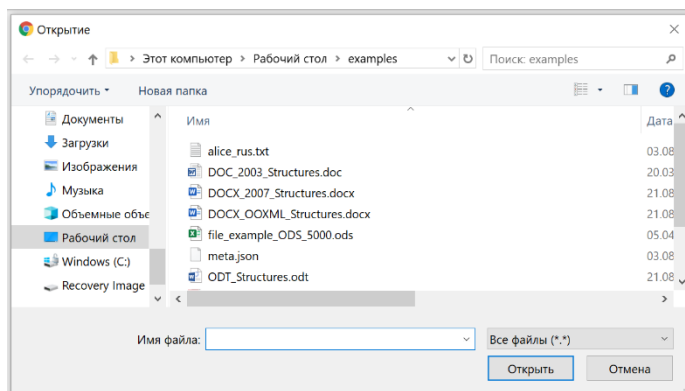 Открытие
Этот компьютер > Рабочий стол > examples
Поиск: examples
Упорядочить
Новая папка
Документы
Загрузки
Изображения
Музыка
Объемные объе
Рабочий стол
Windows (C:)
Recovery Image
Имя
Дата
alice_rus.txt
03.08
DOC_2003_Structures.doc
20.03
DOCX_2007_Structures.docx
21.08
DOCX_OOXML_Structures.docx
21.08
file_example_ODS_5000.ods
05.04
meta.json
03.08
ODT_Structures.odt
21.08
Имя файла:
Все файлы (*.*)
Открыть
Отмена